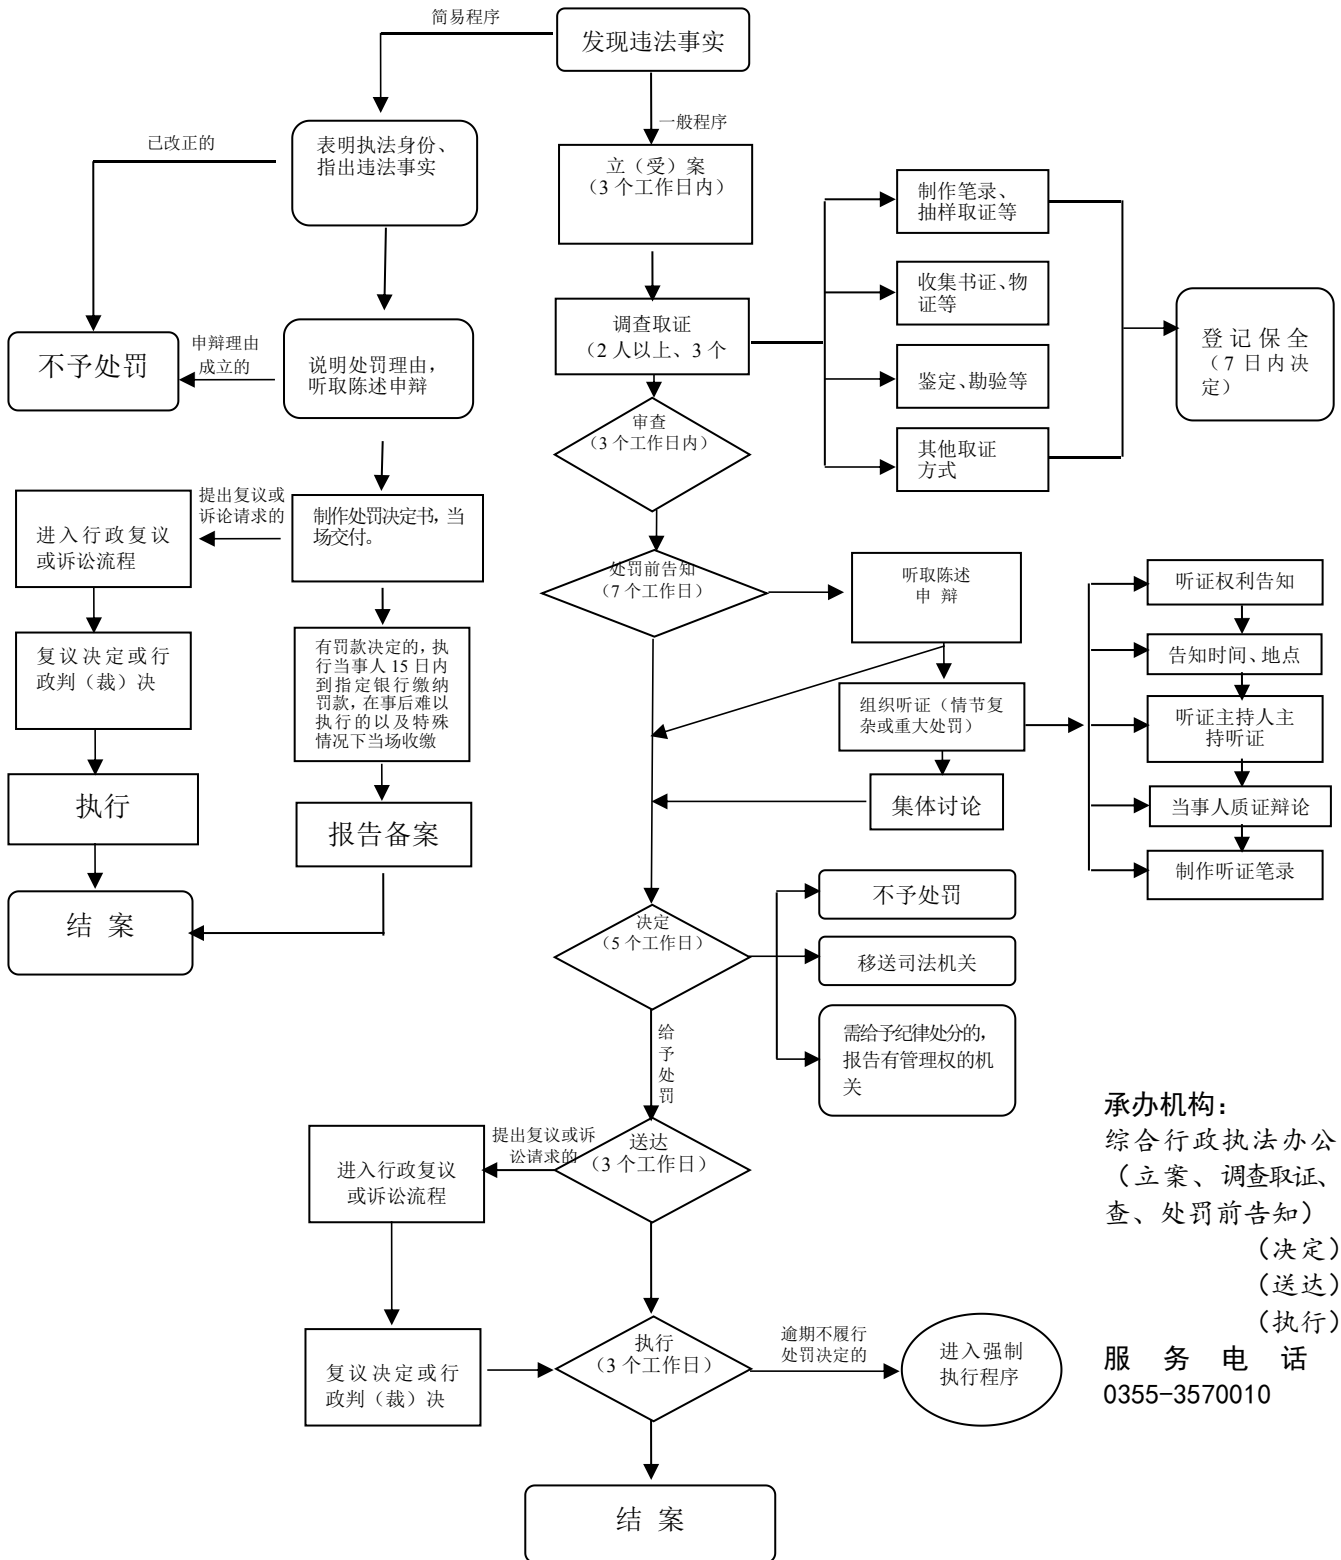 简易程序
发现违法事实
一般程序
已改正的
表明执法身份、
指出违法事实
立（受）案
（3 个工作日内）
制作笔录、
抽样取证等
收集书证、物
证等
调查取证
（2 人以上、3 个
登记保全
（7 日内决
定）
不予处罚
申辩理由
成立的
说明处罚理由，
听取陈述申辩
鉴定、勘验等
审查
（3 个工作日内）
其他取证
方式
提出复议或
诉论请求的
进入行政复议
或诉讼流程
制作处罚决定书，当
场交付。
处罚前告知
（7 个工作日）
听取陈述
申 辩
听证权利告知
复议决定或行
政判（裁）决
有罚款决定的，执
行当事人 15 日内
到指定银行缴纳
罚款，在事后难以
执行的以及特殊
情况下当场收缴
告知时间、地点
组织听证（情节复
杂或重大处罚）
听证主持人主
持听证
执行
报告备案
集体讨论
当事人质证辩论
制作听证笔录
结 案
不予处罚
决定
（5 个工作日）
移送司法机关
给
予
处
罚
需给予纪律处分的，
报告有管理权的机
关
承办机构：
综合行政执法办公
（立案、调查取证、
查、处罚前告知）
（决定）
（送达）
（执行）
服 务 电 话
0355-3570010
提出复议或诉
讼请求的
送达
（3 个工作日）
进入行政复议
或诉讼流程
执行
（3 个工作日）
逾期不履行
处罚决定的
进入强制
执行程序
复议决定或行
政判（裁）决
结 案